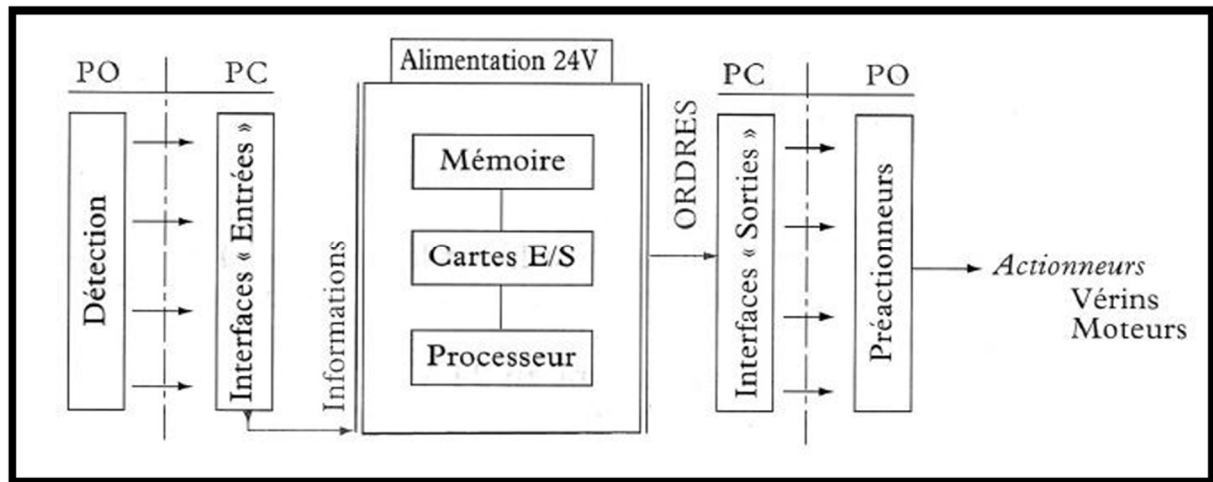 PO
PC
Détection
Interfaces « Entrées »
Informations
Alimentation 24V
Mémoire
Cartes E/S
Processeur
ORDRES
PC
PO
Interfaces « Sorties »
Préactionneurs
Actionneurs
Vérins
Moteurs